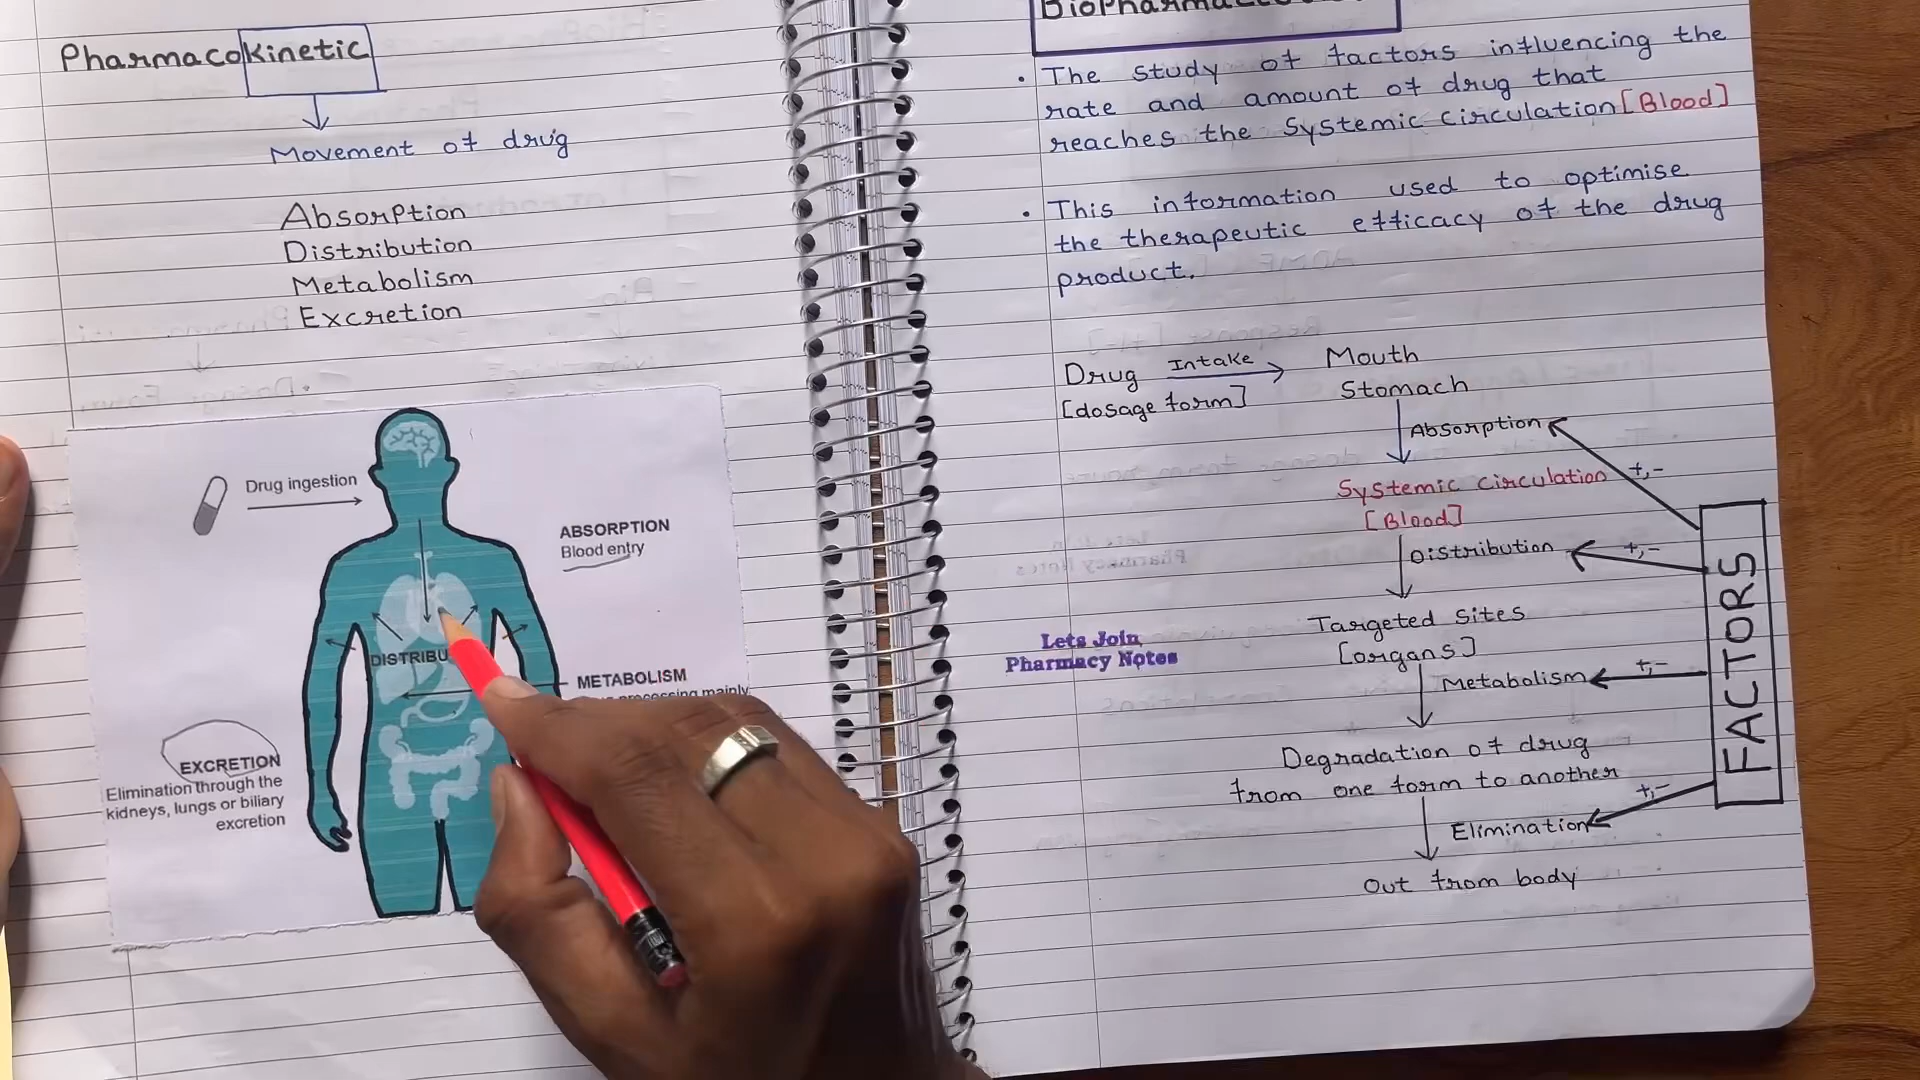 PharmacoKinetic
Movement of drug
Absorption
Distribution
Metabolism
Excretion
Drug ingestion
ABSORPTION
Blood entry
DISTRIBU
METABOLISM
EXCRETION
Elimination through the
kidneys, lungs or biliary
excretion
• The study of factors influencing the
rate and amount of drug that
reaches the Systemic circulation [Blood]
• This information used to optimise
the therapeutic efficacy of the drug
product.
Drug Intake Mouth
[dosage form] Stomach
Absorption
+,-
Systemic circulation
[Blood]
Distribution +,-
Targeted Sites
[organs]
Metabolism +,-
Degradation of drug
from one form to another
+,-
Elimination
Out from body
FACTORS
Lets Join
Pharmacy Notes